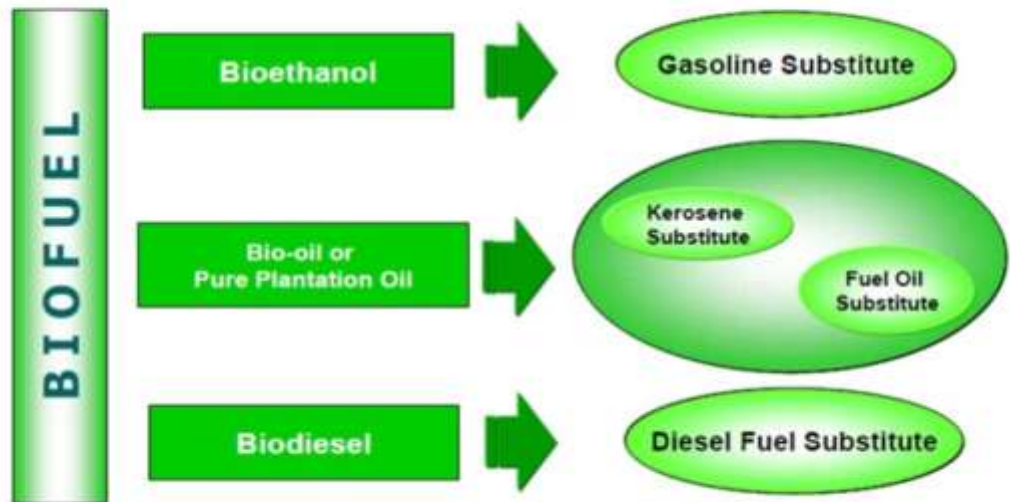 BIOFUEL
Bioethanol
Gasoline Substitute
Bio-oil or
Pure Plantation Oil
Kerosene
Substitute
Fuel Oil
Substitute
Biodiesel
Diesel Fuel Substitute